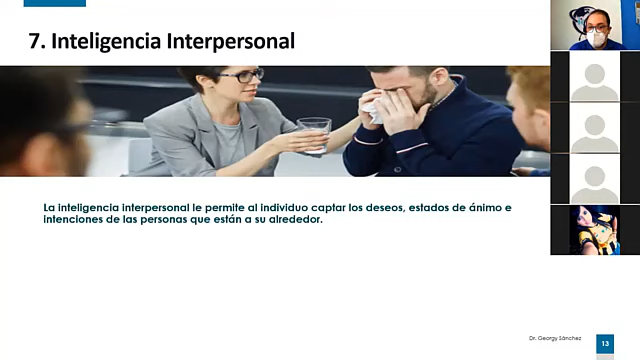 7. Inteligencia Interpersonal
La inteligencia interpersonal le permite al individuo captar los deseos, estados de ánimo e
intenciones de las personas que están a su alrededor.
Dr. Georgy Sánchez
13